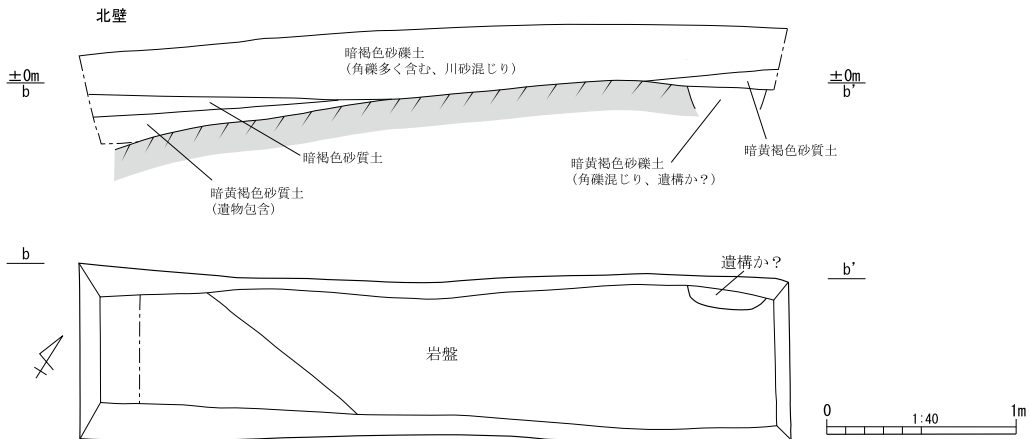 北壁
±0m
b
±0m
b'
暗褐色砂礫土
(角礫多く含む、川砂混じり)
暗褐色砂質土
暗黄褐色砂質土
(遺物包含)
暗黄褐色砂礫土
(角礫混じり、遺構か？)
暗黄褐色砂質土
b
b'
遺構か？
岩盤
0
1:40
1m